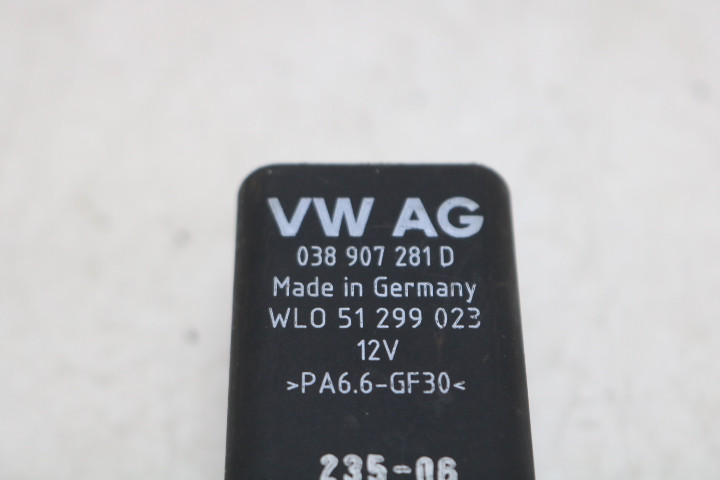 VW AG
038 907 281 D
Made in Germany
WLO 51 299 023
12V
>PA6.6-GF30<
235-06